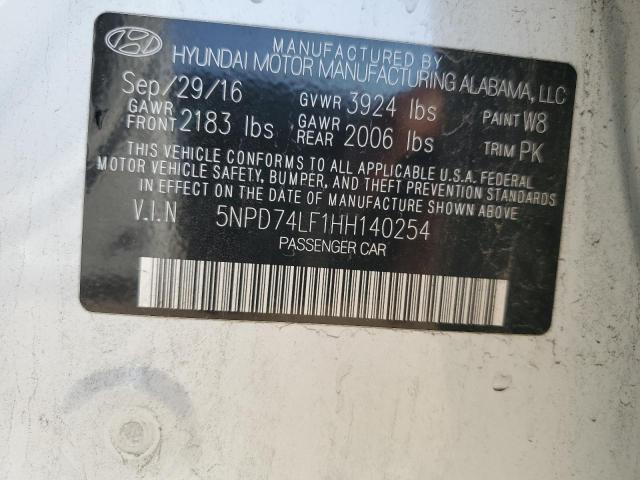 MANUFACTURED BY
HYUNDAI MOTOR MANUFACTURING ALABAMA, LLC
Sep/29/16 GVWR 3924 lbs PAINT W8
GAWR FRONT 2183 lbs GAWR REAR 2006 lbs TRIM PK
THIS VEHICLE CONFORMS TO ALL APPLICABLE U.S.A. FEDERAL
MOTOR VEHICLE SAFETY, BUMPER, AND THEFT PREVENTION STANDARDS
IN EFFECT ON THE DATE OF MANUFACTURE SHOWN ABOVE.
V.I.N 5NPD74LF1HH140254
PASSENGER CAR